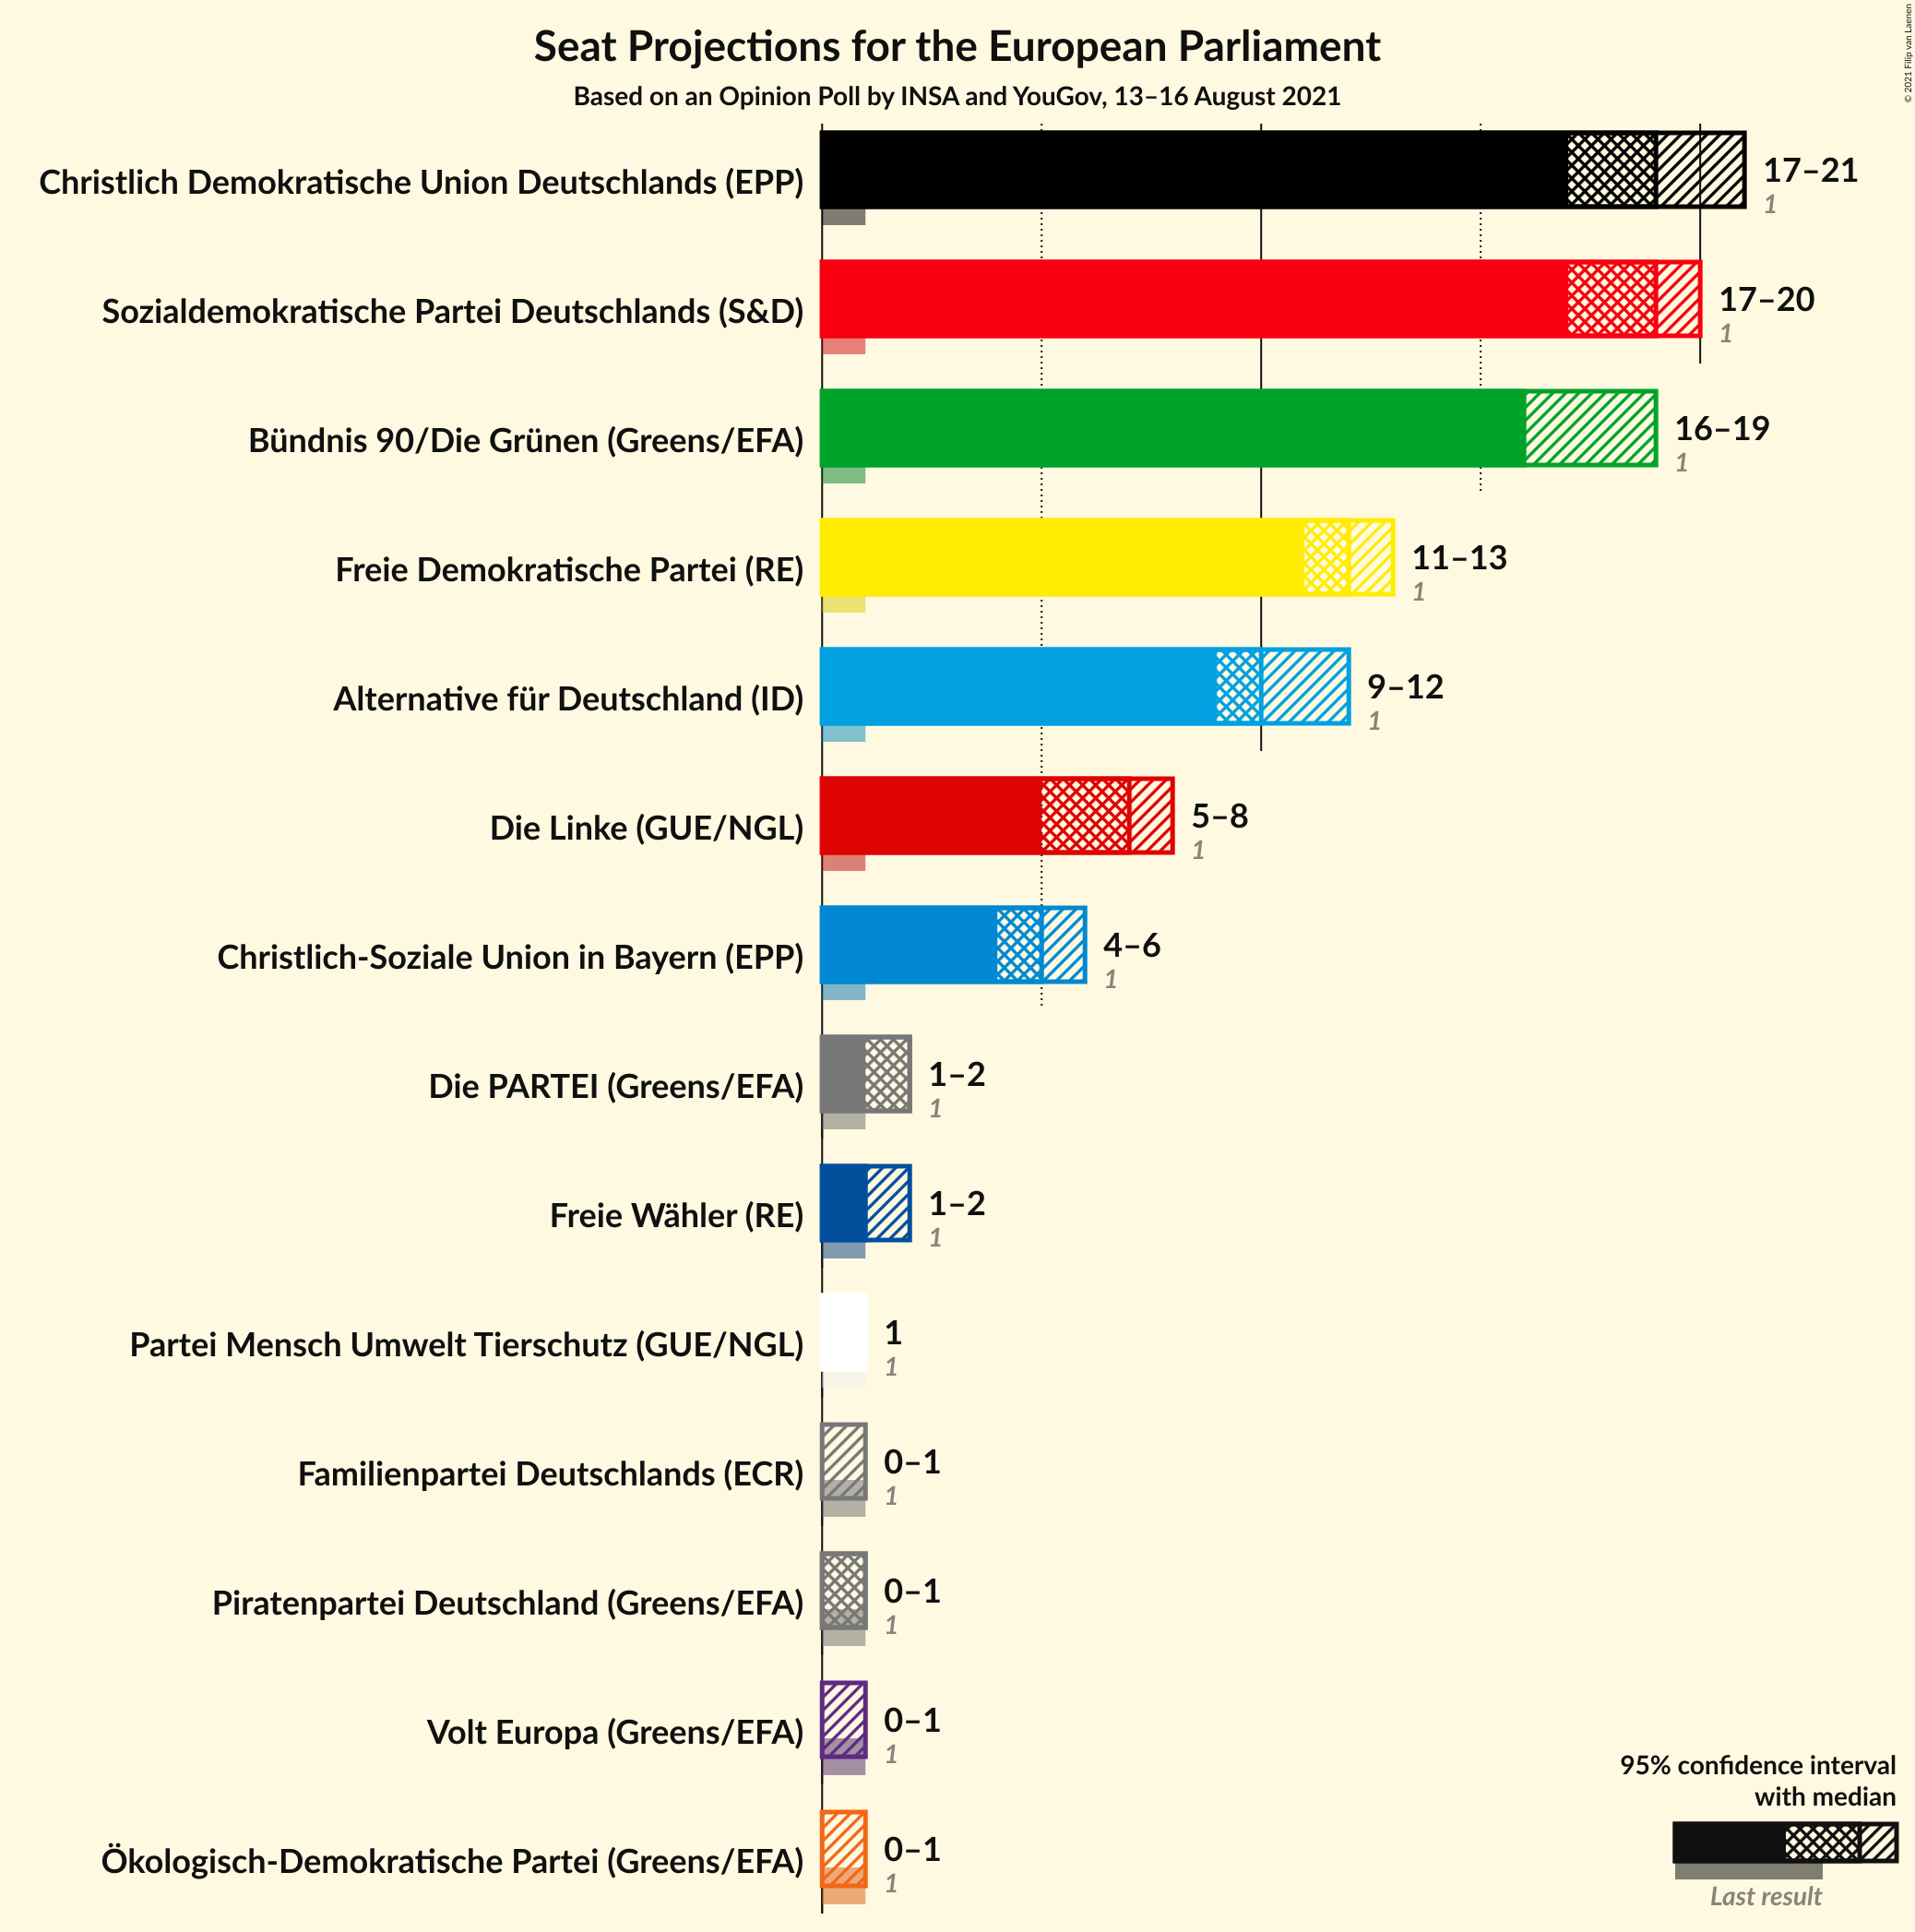 © 2021 Filip van Laenen
Seat Projections for the European Parliament
Based on an Opinion Poll by INSA and YouGov, 13–16 August 2021
Christlich Demokratische Union Deutschlands (EPP)
17–21
1
Sozialdemokratische Partei Deutschlands (S&D)
17–20
1
Bündnis 90/Die Grünen (Greens/EFA)
16–19
1
Freie Demokratische Partei (RE)
11–13
1
Alternative für Deutschland (ID)
9–12
1
Die Linke (GUE/NGL)
5–8
1
Christlich-Soziale Union in Bayern (EPP)
4–6
1
Die PARTEI (Greens/EFA)
1–2
1
Freie Wähler (RE)
1–2
1
Partei Mensch Umwelt Tierschutz (GUE/NGL)
1
1
Familienpartei Deutschlands (ECR)
0–1
1
Piratenpartei Deutschland (Greens/EFA)
0–1
1
Volt Europa (Greens/EFA)
0–1
1
Ökologisch-Demokratische Partei (Greens/EFA)
0–1
1
95% confidence interval
with median
Last result